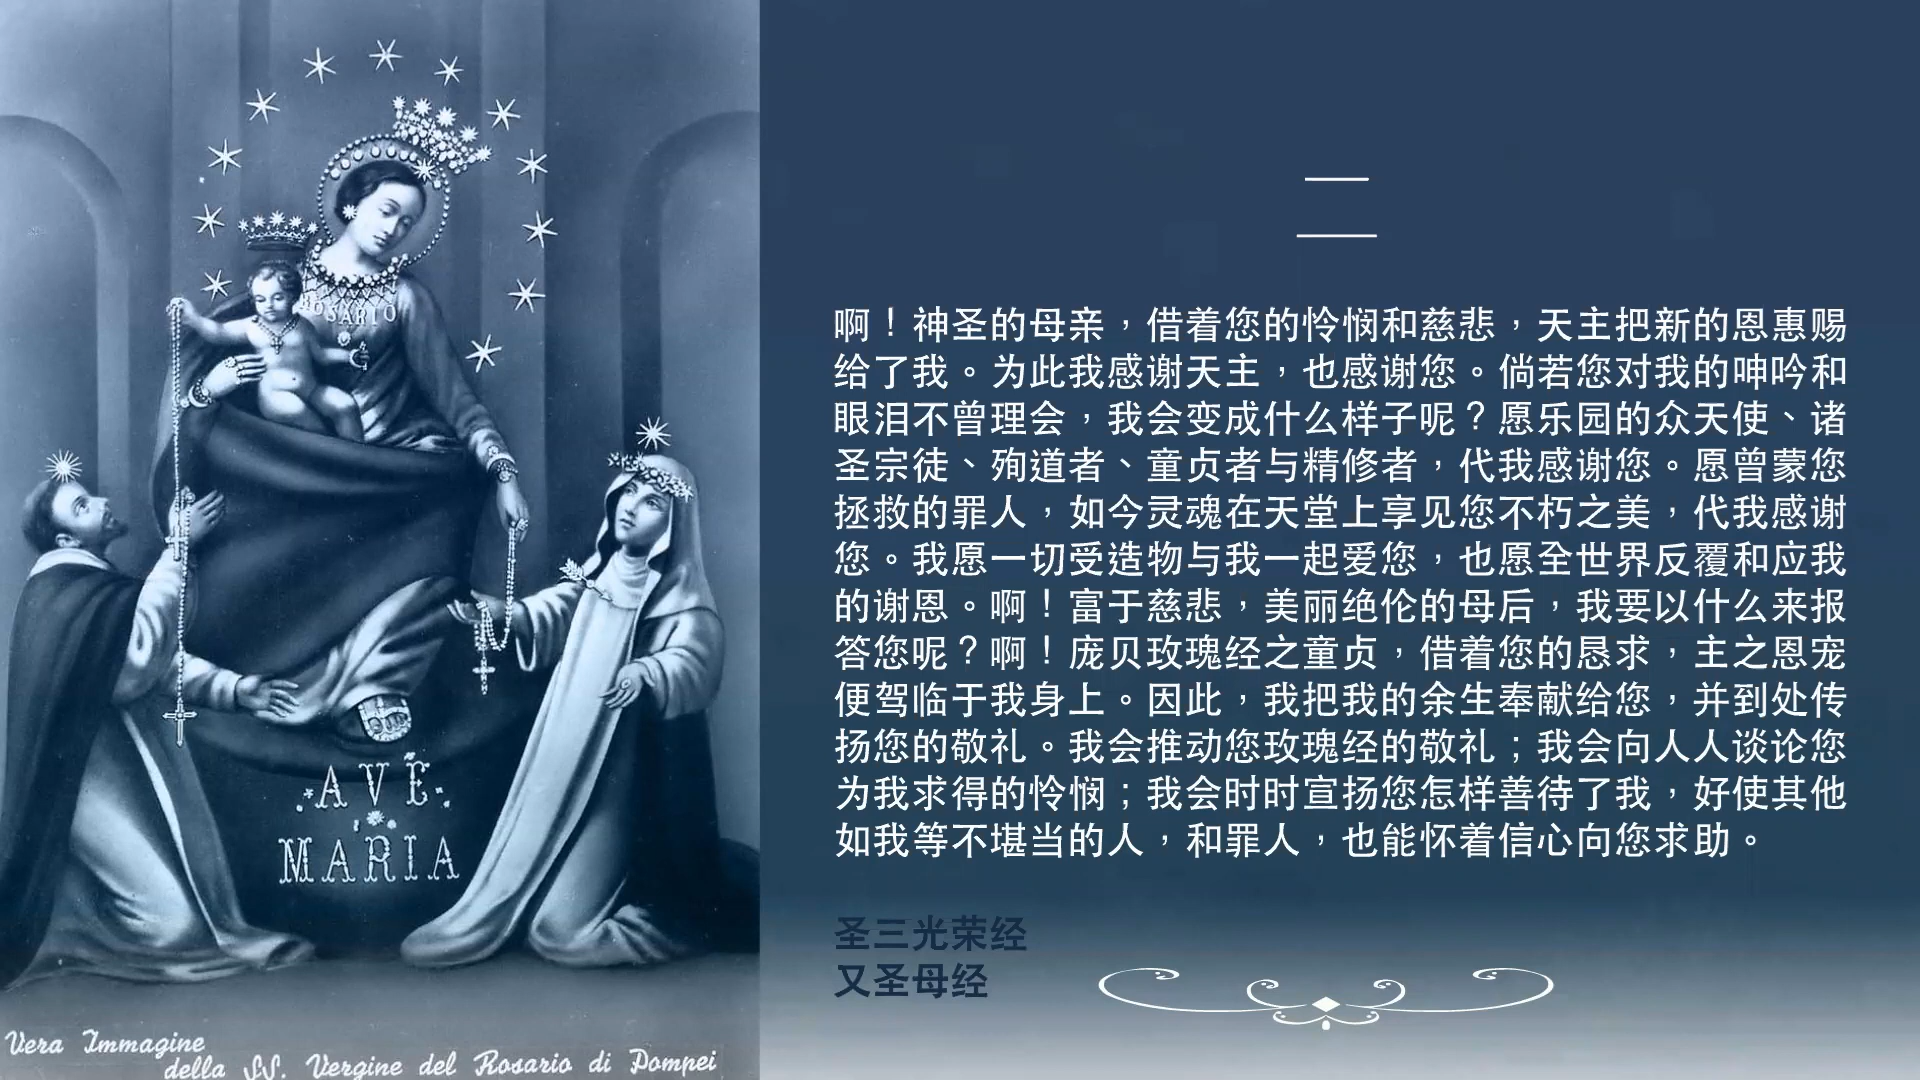 ROSARIO
AVE
MARIA
Vera Immagine
della SS. Vergine del Rosario di Pompei
二
啊！神圣的母亲，借着您的怜悯和慈悲，天主把新的恩惠赐
给了我。为此我感谢天主，也感谢您。倘若您对我的呻吟和
眼泪不曾理会，我会变成什么样子呢？愿乐园的众天使、诸
圣宗徒、殉道者、童贞者与精修者，代我感谢您。愿曾蒙您
拯救的罪人，如今灵魂在天堂上享见您不朽之美，代我感谢
您。我愿一切受造物与我一起爱您，也愿全世界反覆和应我
的谢恩。啊！富于慈悲，美丽绝伦的母后，我要以什么来报
答您呢？啊！庞贝玫瑰经之童贞，借着您的恳求，主之恩宠
便驾临于我身上。因此，我把我的余生奉献给您，并到处传
扬您的敬礼。我会推动您玫瑰经的敬礼；我会向人人谈论您
为我求得的怜悯；我会时时宣扬您怎样善待了我，好使其他
如我等不堪当的人，和罪人，也能怀着信心向您求助。
圣三光荣经
又圣母经